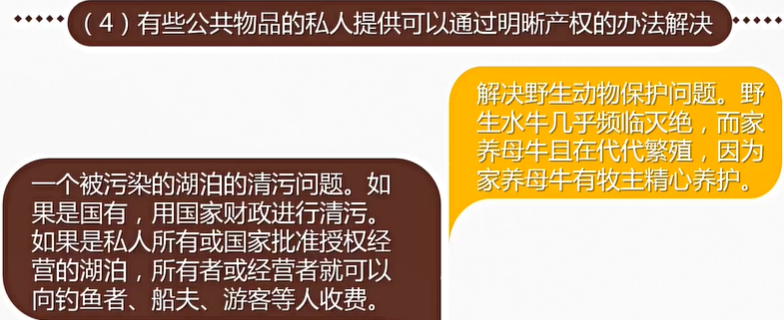 （4）有些公共物品的私人提供可以通过明晰产权的办法解决
解决野生动物保护问题。野
生水牛几乎频临灭绝，而家
养母牛且在代代繁殖，因为
家养母牛有牧主精心养护。
一个被污染的湖泊的清污问题。如
果是国有，用国家财政进行清污。
如果是私人所有或国家批准授权经
营的湖泊，所有者或经营者就可以
向钓鱼者、船夫、游客等人收费。